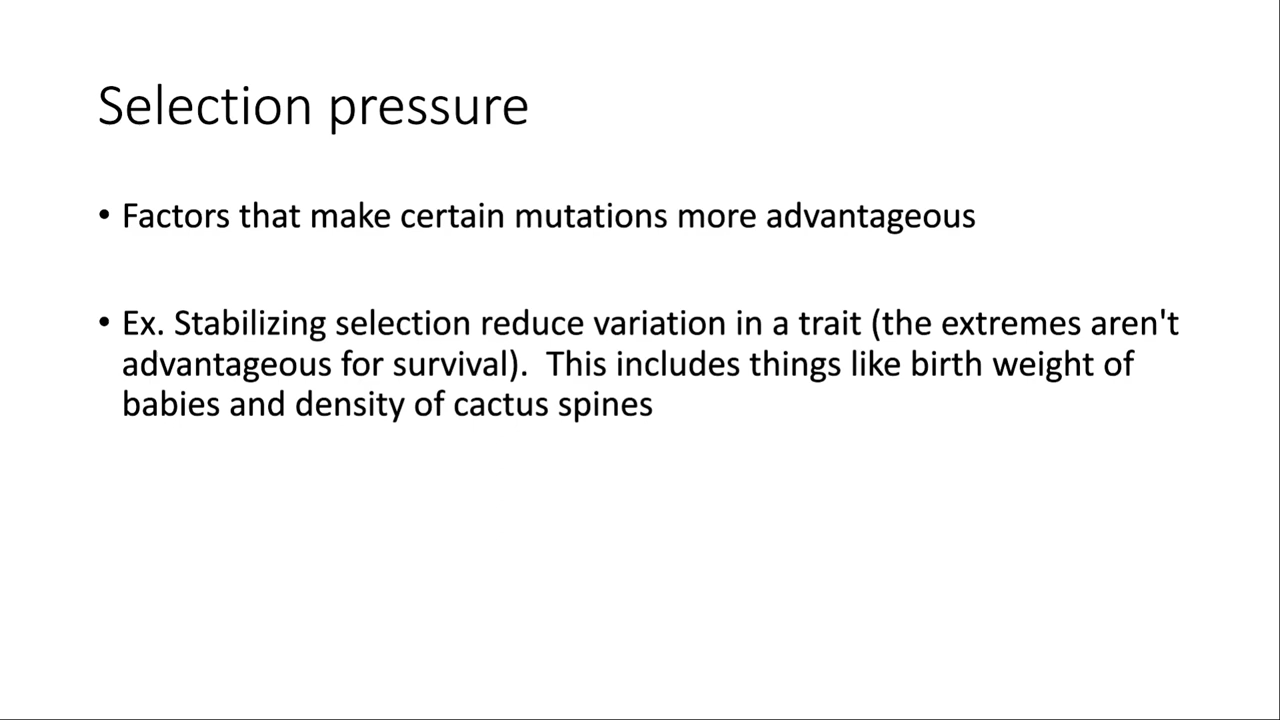 Selection pressure
• Factors that make certain mutations more advantageous
• Ex. Stabilizing selection reduce variation in a trait (the extremes aren't
advantageous for survival).  This includes things like birth weight of
babies and density of cactus spines